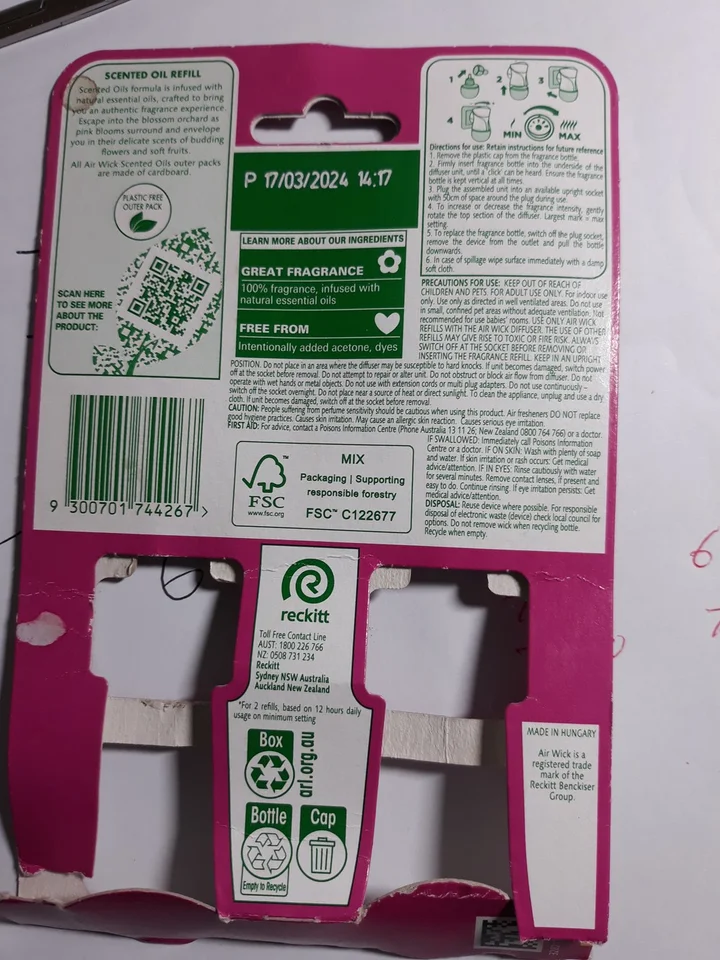 SCENTED OIL REFILL
Scented Oils formula is infused with
natural essential oils, crafted to bring
you an authentic fragrance experience.
Escape into the blossom orchard as
pink blooms surround and envelope
you in their delicate scents of budding
flowers and soft fruits.
All Air Wick Scented Oils outer packs
are made of cardboard.
PLASTIC FREE
OUTER PACK
SCAN HERE
TO SEE MORE
ABOUT THE
PRODUCT:
9 300701 744267 >
P 17/03/2024 14:17
LEARN MORE ABOUT OUR INGREDIENTS
GREAT FRAGRANCE
100% fragrance, infused with
natural essential oils
FREE FROM
Intentionally added acetone, dyes
1 2 3
4 MIN MAX
Directions for use: Retain instructions for future reference
1. Remove the plastic cap from the fragrance bottle.
2. Firmly insert fragrance bottle into the underside of the
diffuser unit, until a 'click' can be heard. Ensure the fragrance
bottle is kept vertical at all times.
3. Plug the assembled unit into an available upright socket
with 50cm of space around the plug during use.
4. To increase or decrease the fragrance intensity, gently
rotate the top section of the diffuser. Largest mark = max
setting.
5. To replace the fragrance bottle, switch off the plug socket,
remove the device from the outlet and pull the bottle
downwards.
6. In case of spillage wipe surface immediately with a damp
soft cloth.
PRECAUTIONS FOR USE: KEEP OUT OF REACH OF
CHILDREN AND PETS. FOR ADULT USE ONLY. For indoor use
only. Use only as directed in well ventilated areas. Do not use
in small, confined pet areas without adequate ventilation. Not
recommended for use babies' rooms. USE ONLY AIR WICK
REFILLS WITH THE AIR WICK DIFFUSER. THE USE OF OTHER
REFILLS MAY GIVE RISE TO TOXIC OR FIRE RISK. ALWAYS
SWITCH OFF AT THE SOCKET BEFORE REMOVING OR
INSERTING THE FRAGRANCE REFILL. KEEP IN AN UPRIGHT
POSITION. Do not place in an area where the diffuser may be susceptible to hard knocks. If unit becomes damaged, switch power
off at the socket before removal. Do not attempt to repair or alter unit. Do not obstruct or block air flow from diffuser. Do not
operate with wet hands or metal objects. Do not use with extension cords or multi plug adapters. Do not use continuously –
switch off the socket overnight. Do not place near a source of heat or direct sunlight. To clean the appliance, unplug and use a dry
cloth. If unit becomes damaged, switch off at the socket before removal.
CAUTION: People suffering from perfume sensitivity should be cautious when using this product. Air fresheners DO NOT replace
good hygiene practices. Causes skin irritation. May cause an allergic skin reaction. Causes serious eye irritation.
FIRST AID: For advice, contact a Poisons Information Centre (Phone Australia 13 11 26; New Zealand 0800 764 766) or a doctor.
IF SWALLOWED: Immediately call Poisons Information
Centre or a doctor. IF ON SKIN: Wash with plenty of soap
and water. If skin irritation or rash occurs: Get medical
advice/attention. IF IN EYES: Rinse cautiously with water
for several minutes. Remove contact lenses, if present and
easy to do. Continue rinsing. If eye irritation persists: Get
medical advice/attention.
DISPOSAL: Reuse device where possible. For responsible
disposal of electronic waste (device) check local council for
options. Do not remove wick when recycling bottle.
Recycle when empty.
FSC™
www.fsc.org
MIX
Packaging | Supporting
responsible forestry
FSC™ C122677
reckitt
Toll Free Contact Line
AUST: 1800 226 766
NZ: 0508 731 234
Reckitt
Sydney NSW Australia
Auckland New Zealand
*For 2 refills, based on 12 hours daily
usage on minimum setting
Box
arl.org.au
Bottle
Cap
Empty to Recycle
MADE IN HUNGARY
Air Wick is a
registered trade
mark of the
Reckitt Benckiser
Group.
6
6